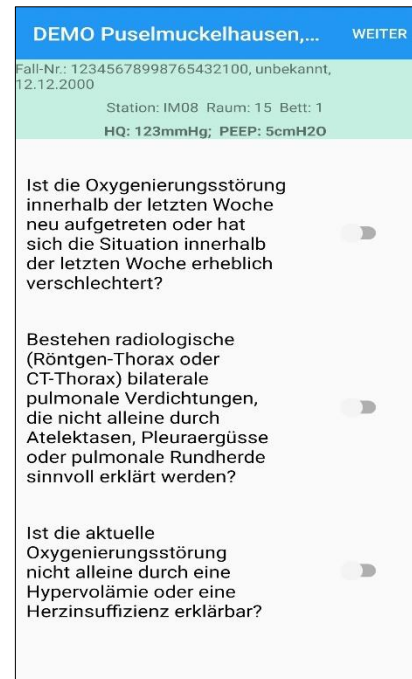 DEMO Puselmuckelhausen,... WEITER
Fall-Nr.: 12345678998765432100, unbekannt,
12.12.2000
Station: IM08 Raum: 15 Bett: 1
HQ: 123mmHg; PEEP: 5cmH2O
Ist die Oxygenierungsstörung
innerhalb der letzten Woche
neu aufgetreten oder hat
sich die Situation innerhalb
der letzten Woche erheblich
verschlechtert?
Bestehen radiologische
(Röntgen-Thorax oder
CT-Thorax) bilaterale
pulmonale Verdichtungen,
die nicht alleine durch
Atelektasen, Pleuraergüsse
oder pulmonale Rundherde
sinnvoll erklärt werden?
Ist die aktuelle
Oxygenierungsstörung
nicht alleine durch eine
Hypervolämie oder eine
Herzinsuffizienz erklärbar?